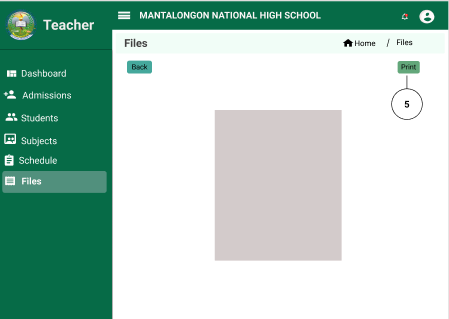 Teacher
MANTALONGON NATIONAL HIGH SCHOOL
Files
Home / Files
Back
Print
5
Dashboard
Admissions
Students
Subjects
Schedule
Files